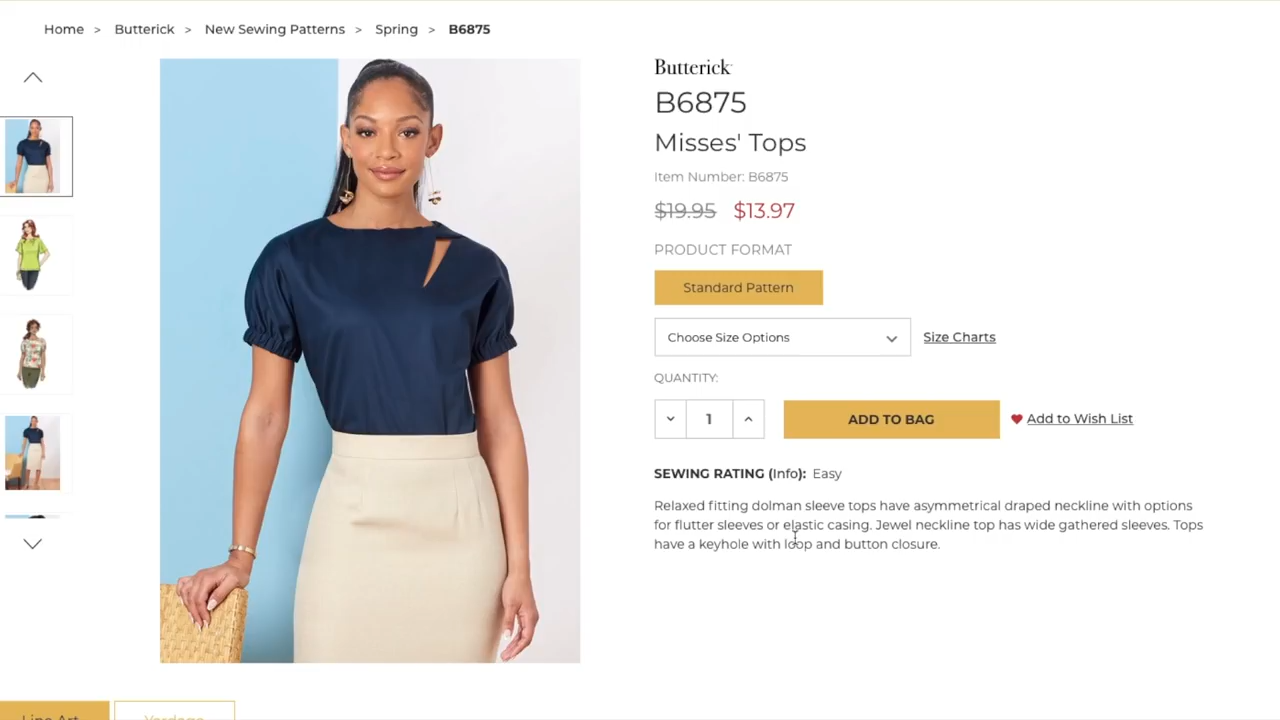 Home > Butterick > New Sewing Patterns > Spring > B6875
Butterick
B6875
Misses' Tops
Item Number: B6875
$19.95 $13.97
PRODUCT FORMAT
Standard Pattern
Choose Size Options Size Charts
QUANTITY:
1 ADD TO BAG Add to Wish List
SEWING RATING (Info): Easy
Relaxed fitting dolman sleeve tops have asymmetrical draped neckline with options
for flutter sleeves or elastic casing. Jewel neckline top has wide gathered sleeves. Tops
have a keyhole with loop and button closure.
Line Art Yardage